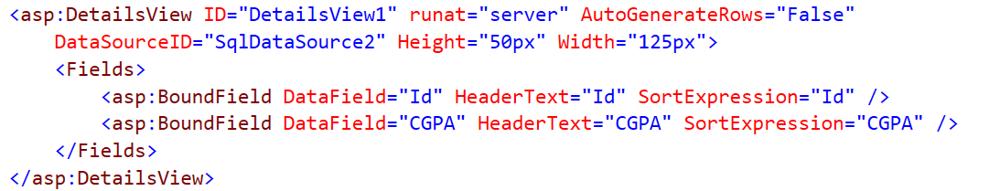 <asp:DetailsView ID="DetailsView1" runat="server" AutoGenerateRows="False"
DataSourceID="SqlDataSource2" Height="50px" Width="125px">
<Fields>
<asp:BoundField DataField="Id" HeaderText="Id" SortExpression="Id" />
<asp:BoundField DataField="CGPA" HeaderText="CGPA" SortExpression="CGPA" />
</Fields>
</asp:DetailsView>